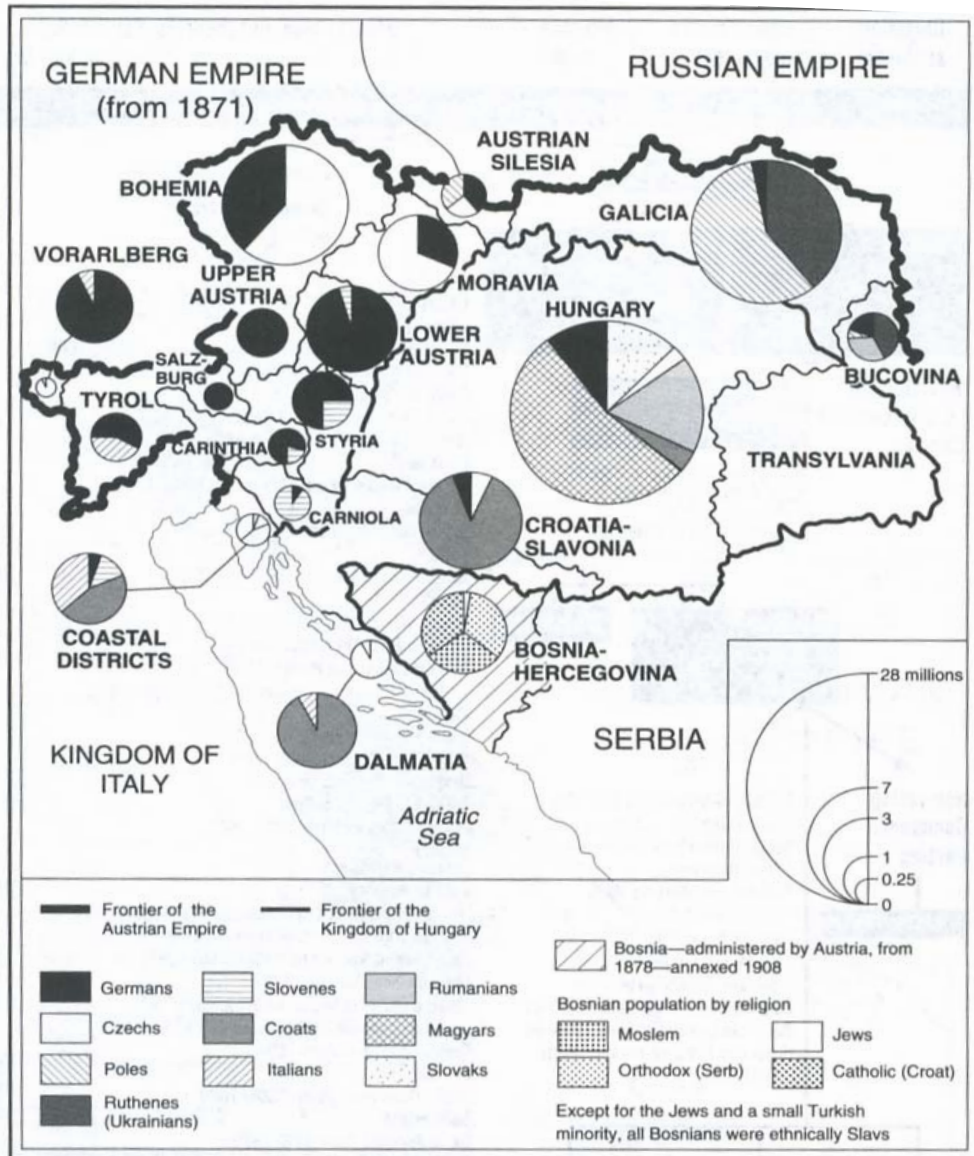 GERMAN EMPIRE
(from 1871)
RUSSIAN EMPIRE
AUSTRIAN
SILESIA
BOHEMIA
GALICIA
VORARLBERG
UPPER
AUSTRIA
MORAVIA
HUNGARY
LOWER
AUSTRIA
SALZ-
BURG
BUCOVINA
TYROL
CARINTHIA
STYRIA
TRANSYLVANIA
CARNIOLA
CROATIA-
SLAVONIA
COASTAL
DISTRICTS
BOSNIA-
HERCEGOVINA
28 millions
7
3
1
0.25
0
KINGDOM OF
ITALY
DALMATIA
SERBIA
Adriatic
Sea
Frontier of the
Austrian Empire
Frontier of the
Kingdom of Hungary
Germans
Slovenes
Rumanians
Czechs
Croats
Magyars
Poles
Italians
Slovaks
Ruthenes
(Ukrainians)
Bosnia—administered by Austria, from
1878—annexed 1908
Bosnian population by religion
Moslem
Jews
Orthodox (Serb)
Catholic (Croat)
Except for the Jews and a small Turkish
minority, all Bosnians were ethnically Slavs